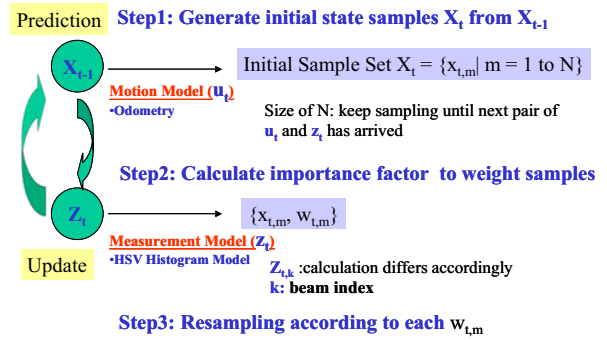 Prediction
Step1: Generate initial state samples Xt from Xt-1
Xt-1
Initial Sample Set Xt = {xt,m| m = 1 to N}
Motion Model (ut)
•Odometry
Size of N: keep sampling until next pair of
ut and zt has arrived
Step2: Calculate importance factor to weight samples
Zt
{xt,m, wt,m}
Measurement Model (zt)
•HSV Histogram Model
Update
Zt,k :calculation differs accordingly
k: beam index
Step3: Resampling according to each wt,m